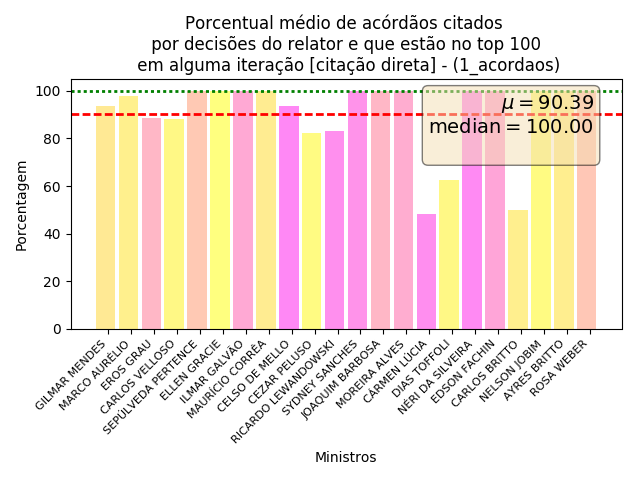 Porcentual médio de acórdãos citados
por decisões do relator e que estão no top 100
em alguma iteração [citação direta] - (1_acordaos)
100
80
60
40
20
0
Porcentagem
μ = 90.39
median = 100.00
GILMAR MENDES
MARCO AURÉLIO
EROS GRAU
CARLOS VELLOSO
SEPÚLVEDA PERTENCE
ELLEN GRACIE
ILMAR GALVÃO
MAURÍCIO CORRÊA
CELSO DE MELLO
CEZAR PELUSO
RICARDO LEWANDOWSKI
SYDNEY SANCHES
JOAQUIM BARBOSA
MOREIRA ALVES
CÁRMEN LÚCIA
DIAS TOFFOLI
NÉRI DA SILVEIRA
EDSON FACHIN
CARLOS BRITTO
NELSON JOBIM
AYRES BRITTO
ROSA WEBER
Ministros